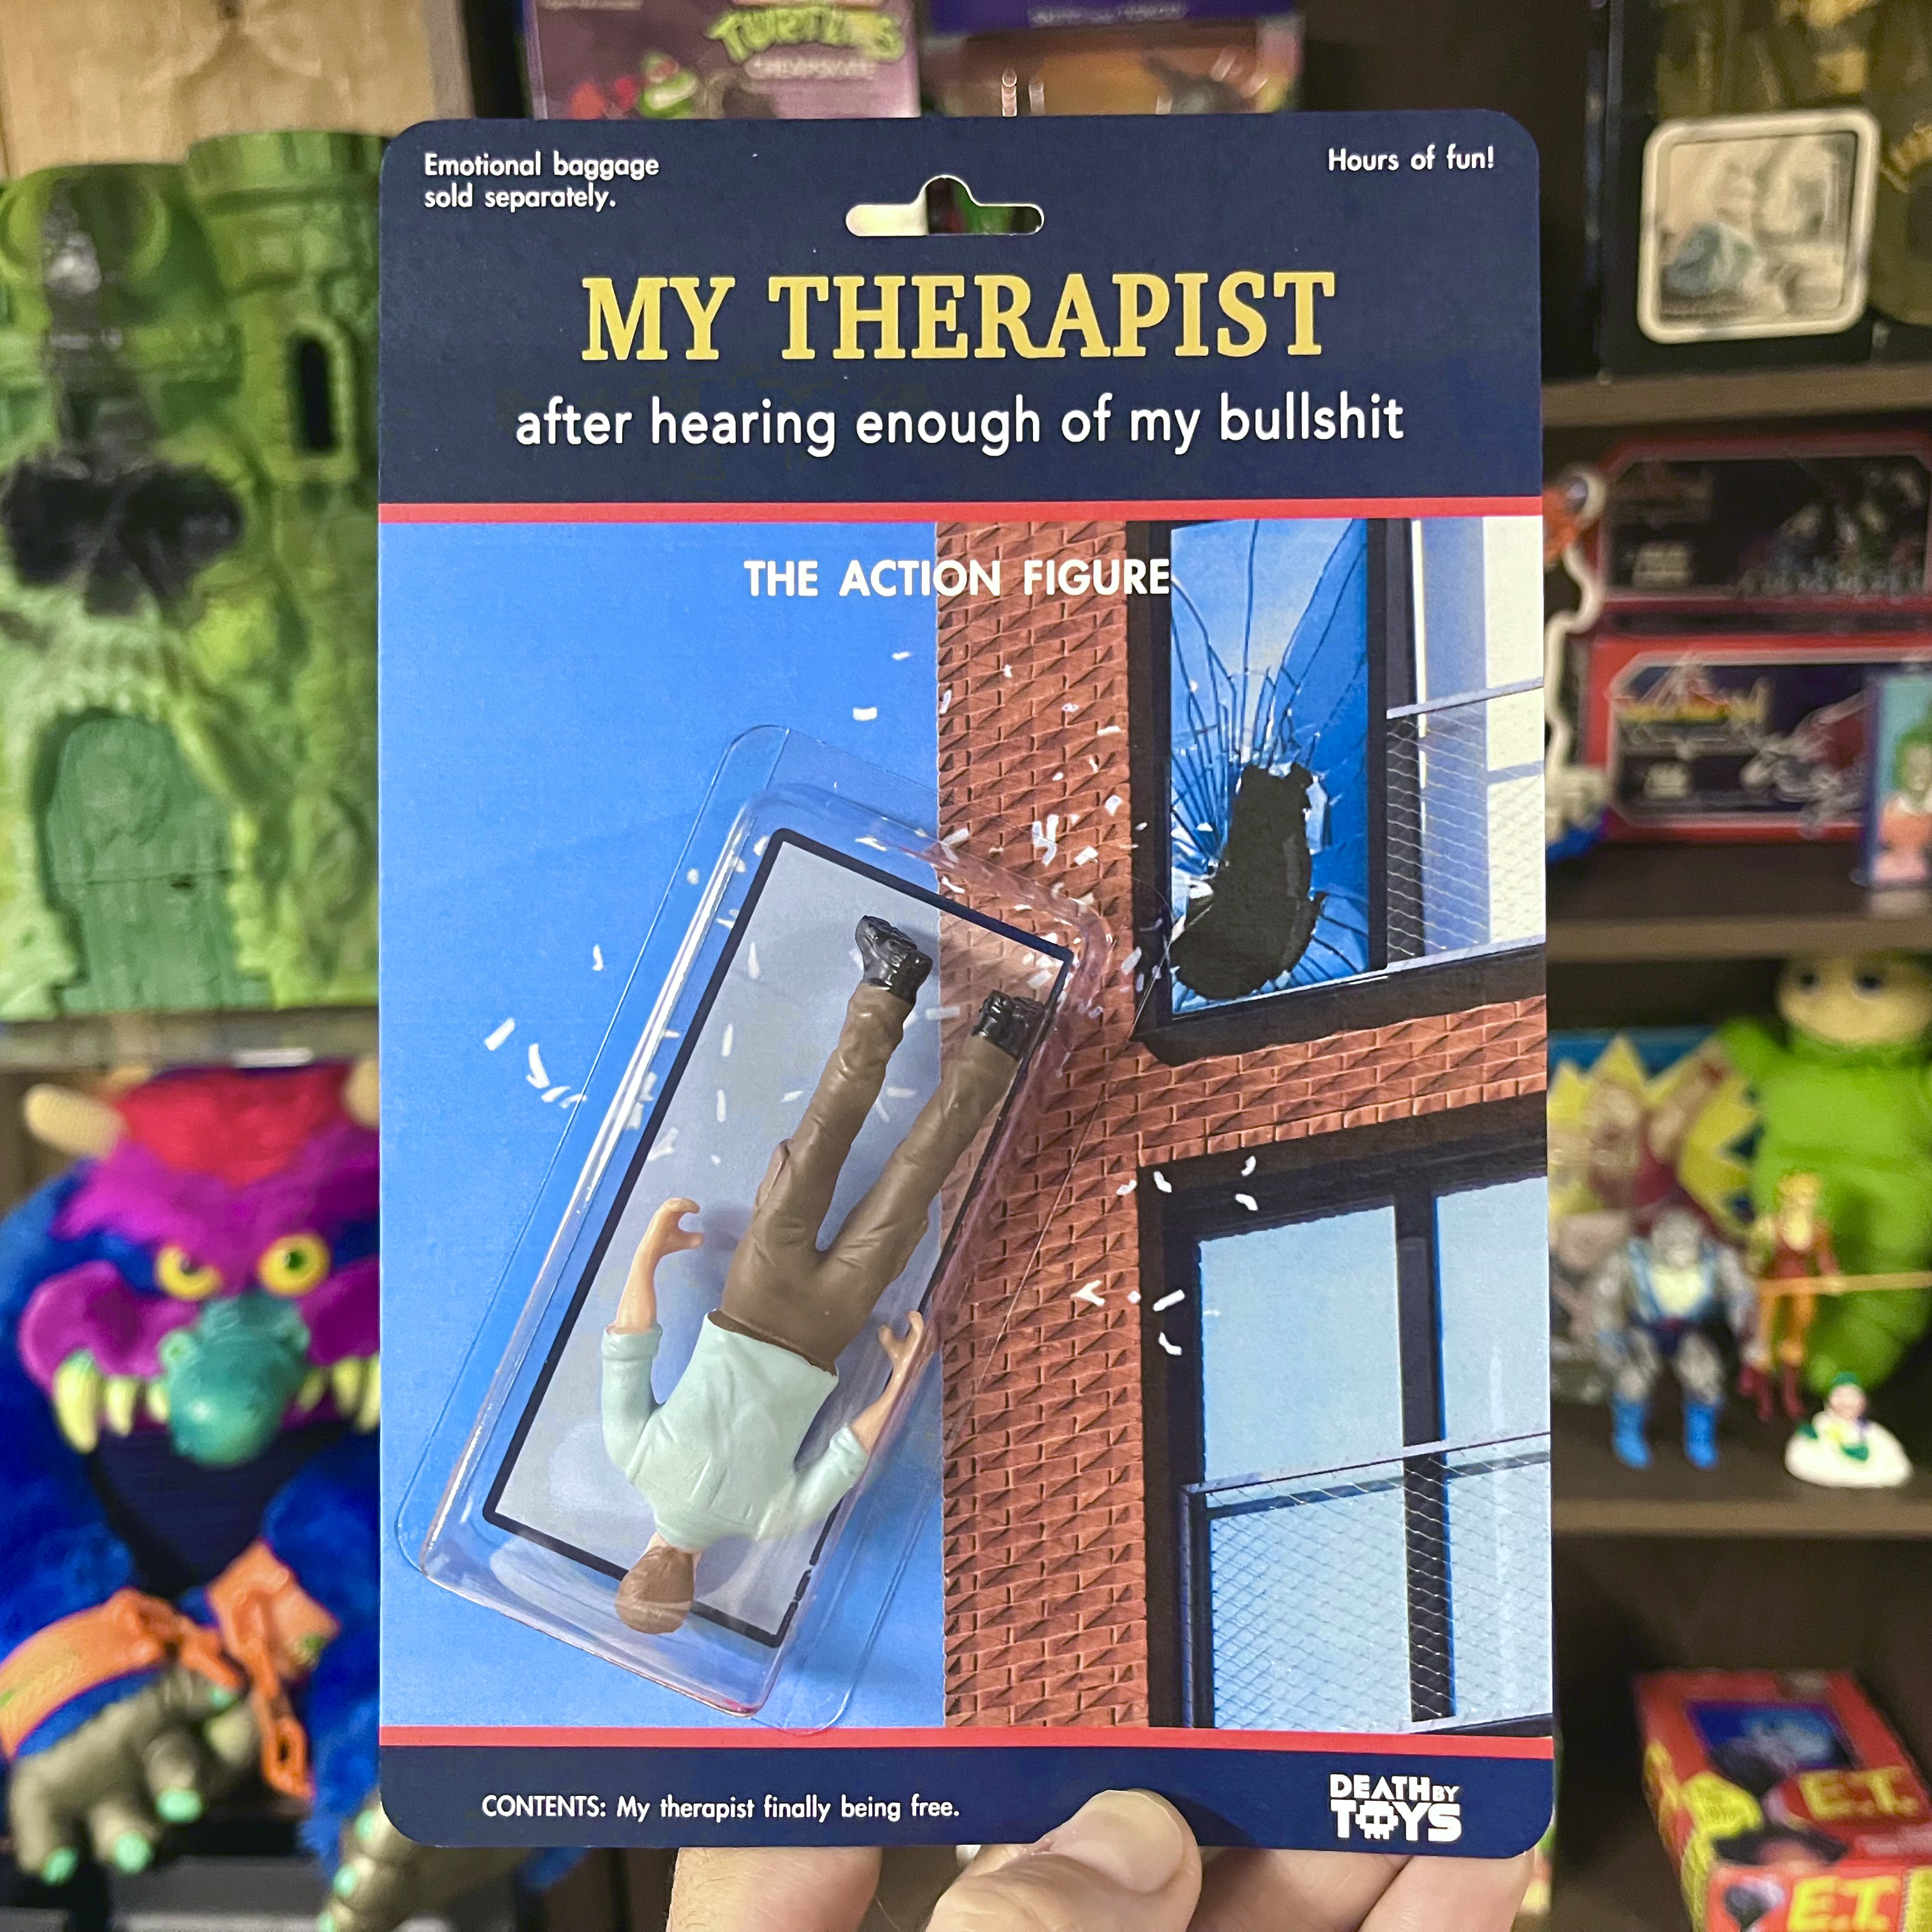 TURTLES
Emotional baggage
sold separately.
Hours of fun!
MY THERAPIST
after hearing enough of my bullshit
THE ACTION FIGURE
CONTENTS: My therapist finally being free.
DEATH BY
TOYS
E.T.
E.T.